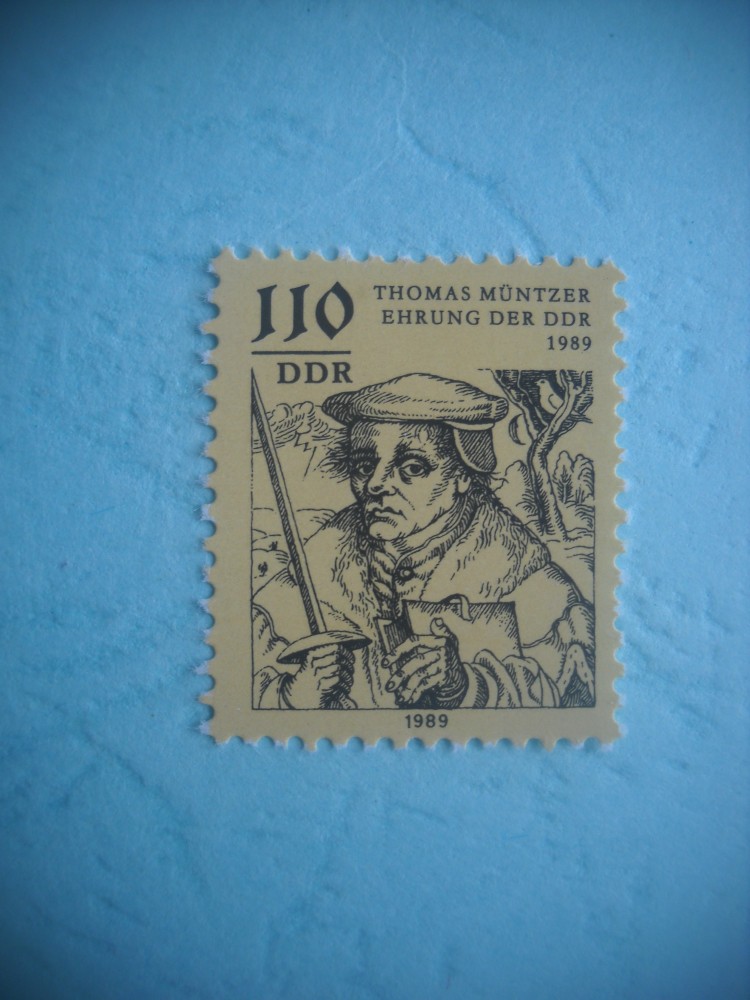 110
DDR
THOMAS MÜNTZER
EHRUNG DER DDR
1989
1989